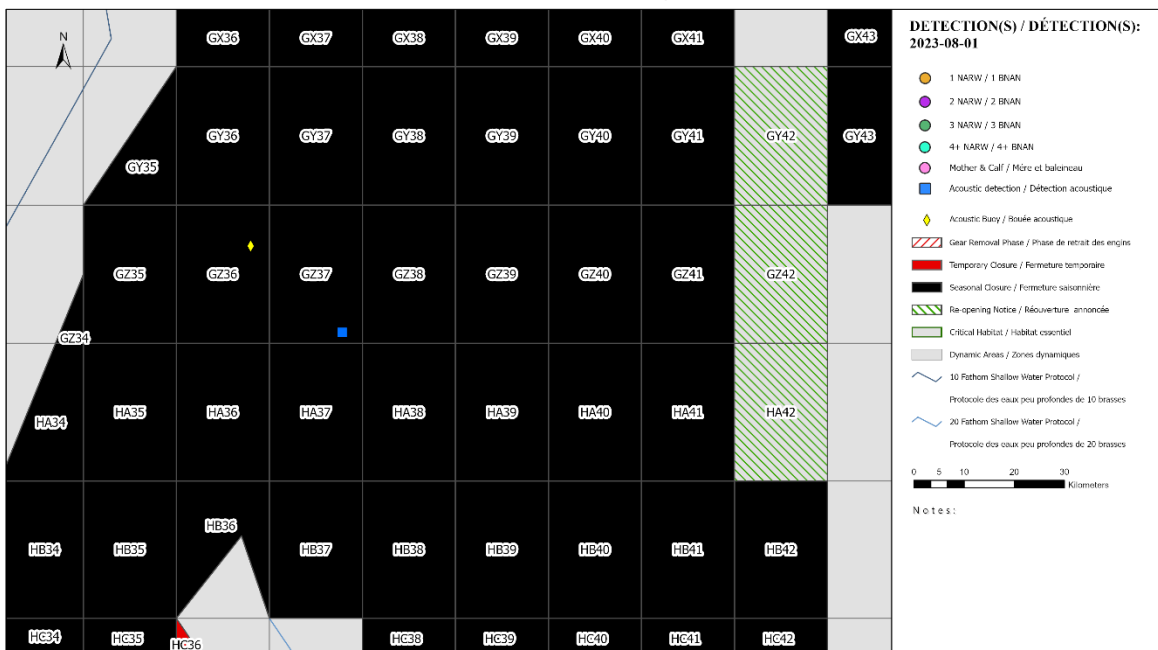 N
GX36 GX37 GX38 GX39 GX40 GX41 GX43
GY35 GY36 GY37 GY38 GY39 GY40 GY41 GY42 GY43
GZ34 GZ35 GZ36 GZ37 GZ38 GZ39 GZ40 GZ41 GZ42
HA34 HA35 HA36 HA37 HA38 HA39 HA40 HA41 HA42
HB34 HB35 HB36 HB37 HB38 HB39 HB40 HB41 HB42
HC34 HC35 HC36 HC38 HC39 HC40 HC41 HC42
DETECTION(S) / DÉTECTION(S):
2023-08-01
1 NARW / 1 BNAN
2 NARW / 2 BNAN
3 NARW / 3 BNAN
4+ NARW / 4+ BNAN
Mother & Calf / Mère et baleineau
Acoustic detection / Détection acoustique
Acoustic Buoy / Bouée acoustique
Gear Removal Phase / Phase de retrait des engins
Temporary Closure / Fermeture temporaire
Seasonal Closure / Fermeture saisonnière
Re-opening Notice / Réouverture annoncée
Critical Habitat / Habitat essentiel
Dynamic Areas / Zones dynamiques
10 Fathom Shallow Water Protocol /
Protocole des eaux peu profondes de 10 brasses
20 Fathom Shallow Water Protocol /
Protocole des eaux peu profondes de 20 brasses
0 5 10 20 30
Kilometers
Notes: